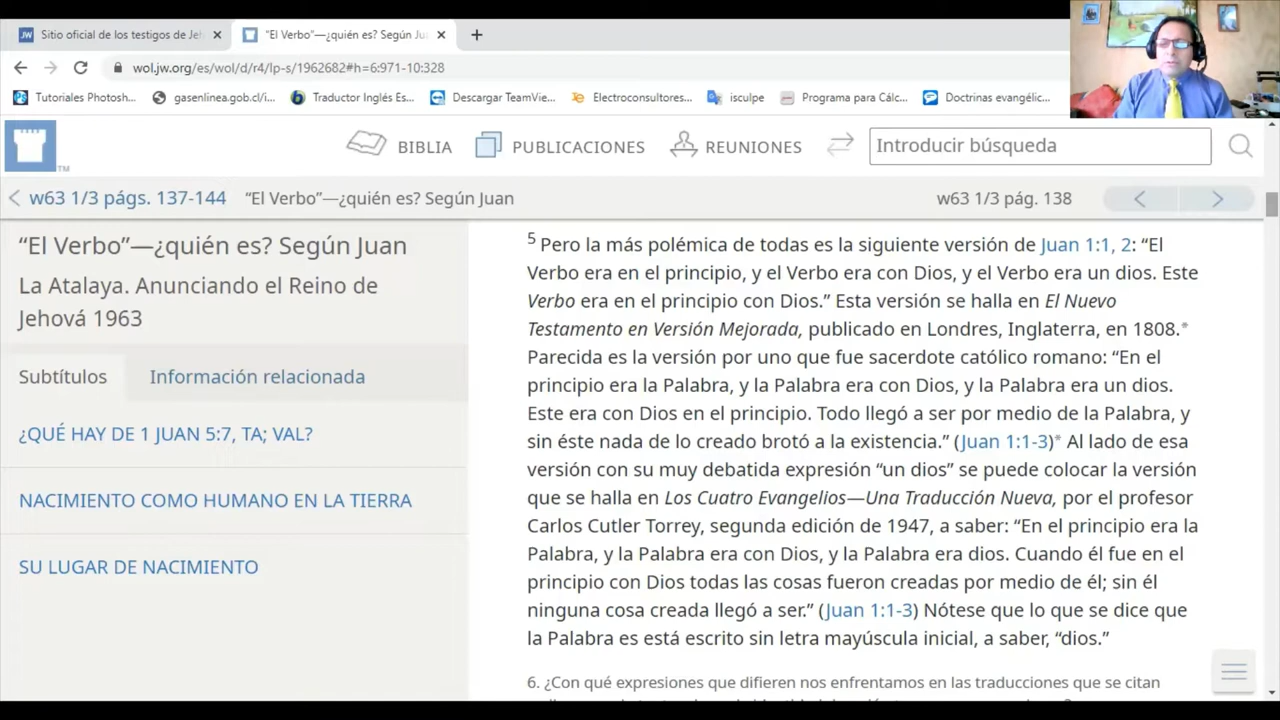 JW Sitio oficial de los testigos de Jeh
"El Verbo"—¿quién es? Según Ju
wol.jw.org/es/wol/d/r4/lp-s/1962682#h=6:971-10:328
Tutoriales Photosh... gasenlinea.gob.cl/i... Traductor Inglés Es... Descargar TeamVie... Electroconsultores... isculpe Programa para Cálc... Doctrinas evangélic...
BIBLIA PUBLICACIONES REUNIONES Introducir búsqueda
TM
w63 1/3 págs. 137-144 “El Verbo”—¿quién es? Según Juan w63 1/3 pág. 138
“El Verbo”—¿quién es? Según Juan
La Atalaya. Anunciando el Reino de
Jehová 1963
Subtítulos Información relacionada
¿QUÉ HAY DE 1 JUAN 5:7, TA; VAL?
NACIMIENTO COMO HUMANO EN LA TIERRA
SU LUGAR DE NACIMIENTO
5 Pero la más polémica de todas es la siguiente versión de Juan 1:1, 2: “El
Verbo era en el principio, y el Verbo era con Dios, y el Verbo era un dios. Este
Verbo era en el principio con Dios.” Esta versión se halla en El Nuevo
Testamento en Versión Mejorada, publicado en Londres, Inglaterra, en 1808.*
Parecida es la versión por uno que fue sacerdote católico romano: “En el
principio era la Palabra, y la Palabra era con Dios, y la Palabra era un dios.
Este era con Dios en el principio. Todo llegó a ser por medio de la Palabra, y
sin éste nada de lo creado brotó a la existencia.” (Juan 1:1-3)* Al lado de esa
versión con su muy debatida expresión “un dios” se puede colocar la versión
que se halla en Los Cuatro Evangelios—Una Traducción Nueva, por el profesor
Carlos Cutler Torrey, segunda edición de 1947, a saber: “En el principio era la
Palabra, y la Palabra era con Dios, y la Palabra era dios. Cuando él fue en el
principio con Dios todas las cosas fueron creadas por medio de él; sin él
ninguna cosa creada llegó a ser.” (Juan 1:1-3) Nótese que lo que se dice que
la Palabra es está escrito sin letra mayúscula inicial, a saber, “dios.”
6. ¿Con qué expresiones que difieren nos enfrentamos en las traducciones que se citan